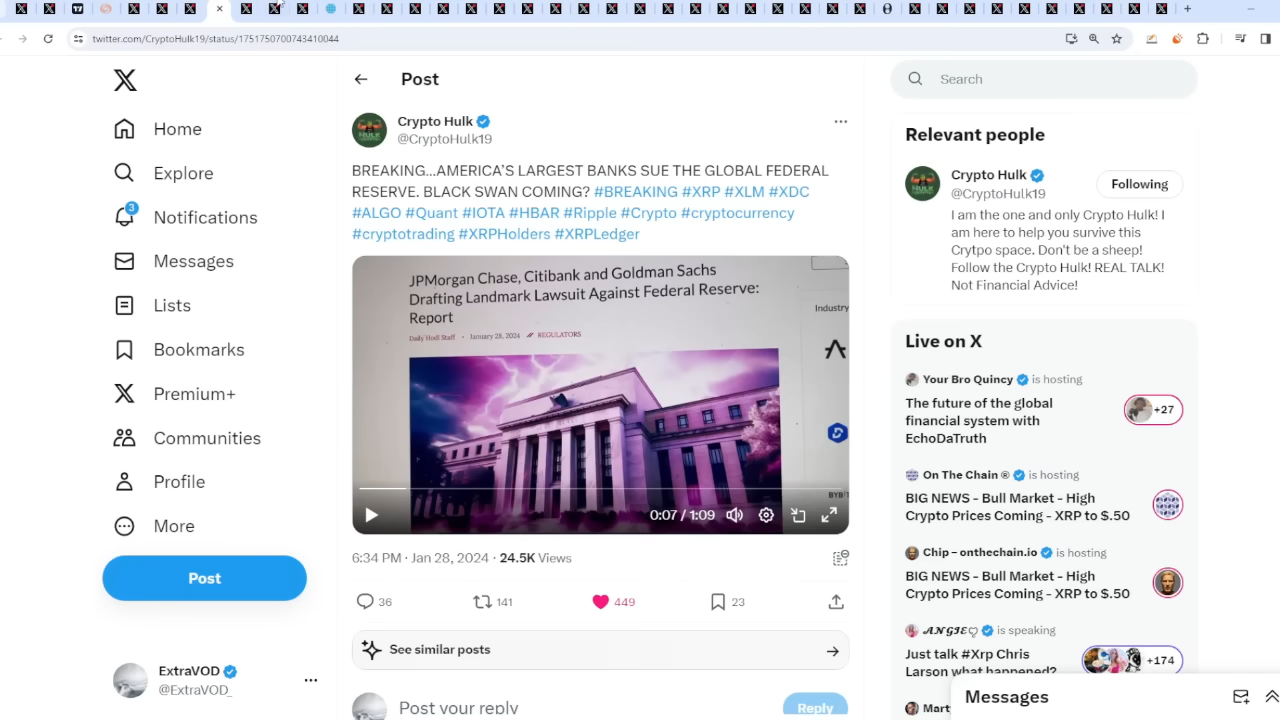 twitter.com/CryptoHulk19/status/1751750700743410044
Home
Explore
3
Notifications
Messages
Lists
Bookmarks
Premium+
Communities
Profile
More
Post
ExtraVOD
@ExtraVOD_
Post
Crypto Hulk
@CryptoHulk19
BREAKING...AMERICA'S LARGEST BANKS SUE THE GLOBAL FEDERAL
RESERVE. BLACK SWAN COMING? #BREAKING #XRP #XLM #XDC
#ALGO #Quant #IOTA #HBAR #Ripple #Crypto #cryptocurrency
#cryptotrading #XRPHolders #XRPLedger
JPMorgan Chase, Citibank and Goldman Sachs
Drafting Landmark Lawsuit Against Federal Reserve:
Report
Daily Hodl Staff · January 28, 2024 REGULATORS
Industry
0:07 / 1:09
6:34 PM · Jan 28, 2024 · 24.5K Views
36
141
449
23
See similar posts
Post your reply
Reply
Search
Relevant people
Crypto Hulk
@CryptoHulk19
Following
I am the one and only Crypto Hulk! I
am here to help you survive this
Crytpo space. Don't be a sheep!
Follow the Crypto Hulk! REAL TALK!
Not Financial Advice!
Live on X
Your Bro Quincy is hosting
The future of the global
financial system with
EchoDaTruth
+27
On The Chain ® is hosting
BIG NEWS - Bull Market - High
Crypto Prices Coming - XRP to $.50
Chip – onthechain.io is hosting
BIG NEWS - Bull Market - High
Crypto Prices Coming - XRP to $.50
𝓐𝓝𝓖𝓘𝓔♡ is speaking
Just talk #Xrp Chris
Larson what happened?
+174
Messages